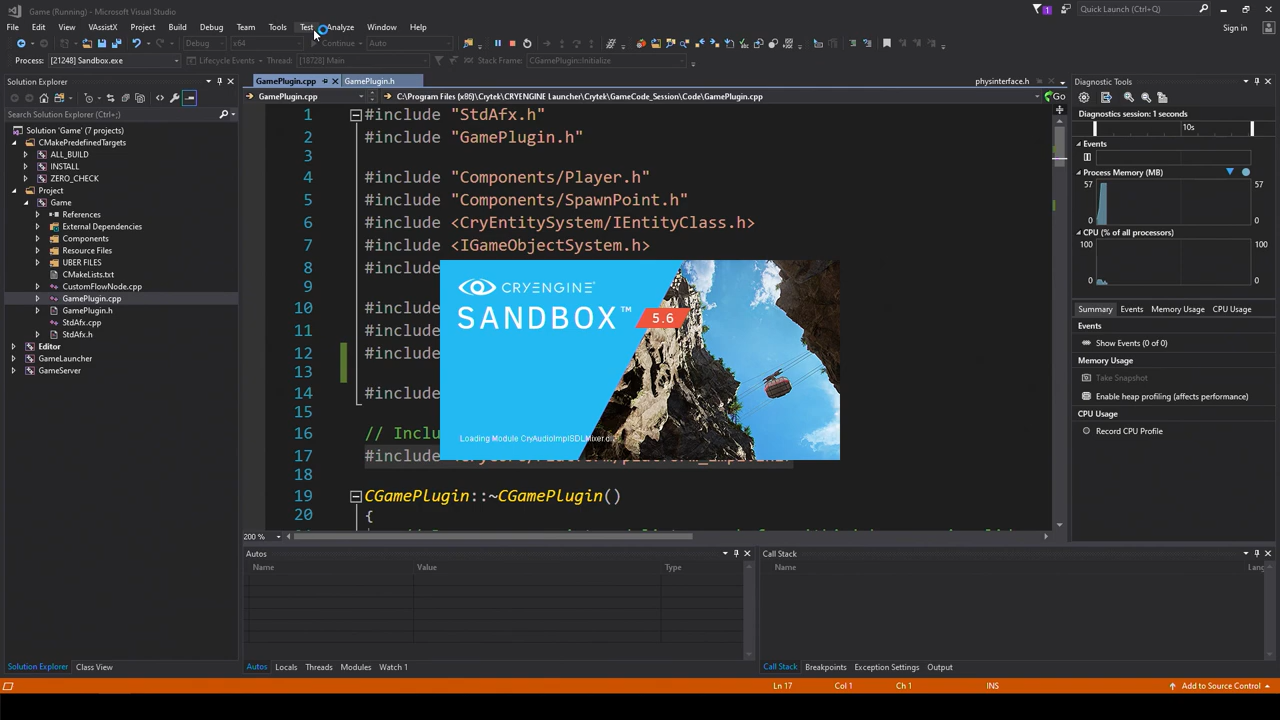 Game (Running) - Microsoft Visual Studio
1
Quick Launch (Ctrl+Q)
File Edit View VAssistX Project Build Debug Team Tools Test Analyze Window Help
Sign in
Debug x64 Continue Auto
Process: [21248] Sandbox.exe Lifecycle Events Thread: [18728] Main Stack Frame: CGamePlugin::Initialize
Solution Explorer
Search Solution Explorer (Ctrl+;)
Solution 'Game' (7 projects)
CMakePredefinedTargets
ALL_BUILD
INSTALL
ZERO_CHECK
Project
Game
References
External Dependencies
Components
Resource Files
UBER FILES
CMakeLists.txt
CustomFlowNode.cpp
GamePlugin.cpp
GamePlugin.h
StdAfx.cpp
StdAfx.h
Editor
GameLauncher
GameServer
Solution Explorer Class View
GamePlugin.cpp GamePlugin.h physinterface.h
GamePlugin.cpp C:\Program Files (x86)\Crytek\CRYENGINE Launcher\Crytek\GameCode_Session\Code\GamePlugin.cpp Go
1 #include "StdAfx.h"
2 #include "GamePlugin.h"
3
4 #include "Components/Player.h"
5 #include "Components/SpawnPoint.h"
6 #include <CryEntitySystem/IEntityClass.h>
7 #include <IGameObjectSystem.h>
8 #include
9
10 #include
11 #include
12 #include
13
14 #include
15
16 // Inclu
17 #include
18
19 CGamePlugin::~CGamePlugin()
20 {
CRYENGINE®
SANDBOX™ 5.6
Loading Module CryAudioImplSDLMixer.dll
200 %
Autos
Name Value Type
Autos Locals Threads Modules Watch 1
Call Stack
Name Lang
Call Stack Breakpoints Exception Settings Output
Diagnostic Tools
Diagnostics session: 1 seconds
10s
Events
Process Memory (MB)
57 57
0 0
CPU (% of all processors)
100 100
0 0
Summary Events Memory Usage CPU Usage
Events
Show Events (0 of 0)
Memory Usage
Take Snapshot
Enable heap profiling (affects performance)
CPU Usage
Record CPU Profile
Ln 17 Col 1 Ch 1 INS Add to Source Control